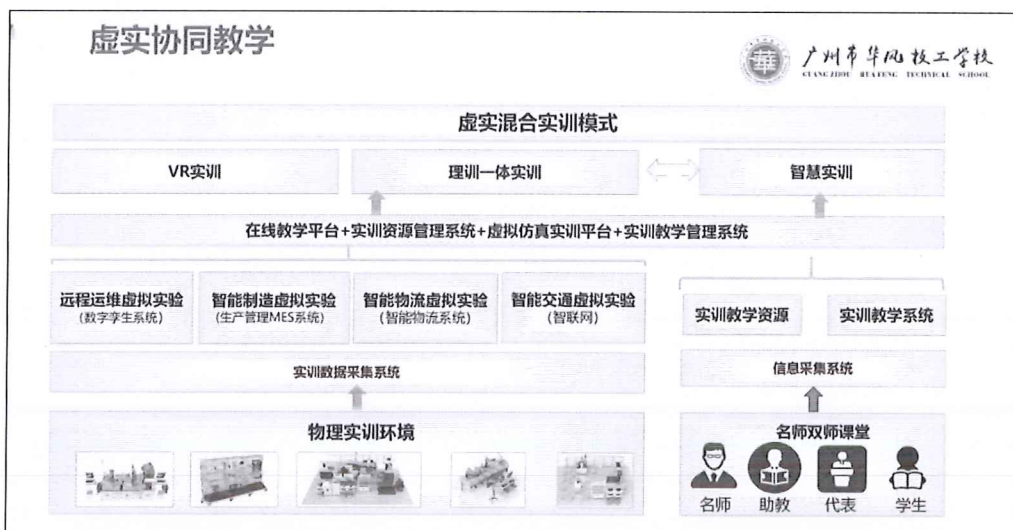 虚实协同教学
广州市华风技工学校
GUANGZHOU HUAFENG TECHNICAL SCHOOL
虚实混合实训模式
VR实训
理训一体实训
智慧实训
在线教学平台+实训资源管理系统+虚拟仿真实训平台+实训教学管理系统
远程运维虚拟实验
(数字孪生系统)
智能制造虚拟实验
(生产管理MES系统)
智能物流虚拟实验
(智能物流系统)
智能交通虚拟实验
(智联网)
实训教学资源
实训教学系统
实训数据采集系统
信息采集系统
物理实训环境
名师双师课堂
名师
助教
代表
学生